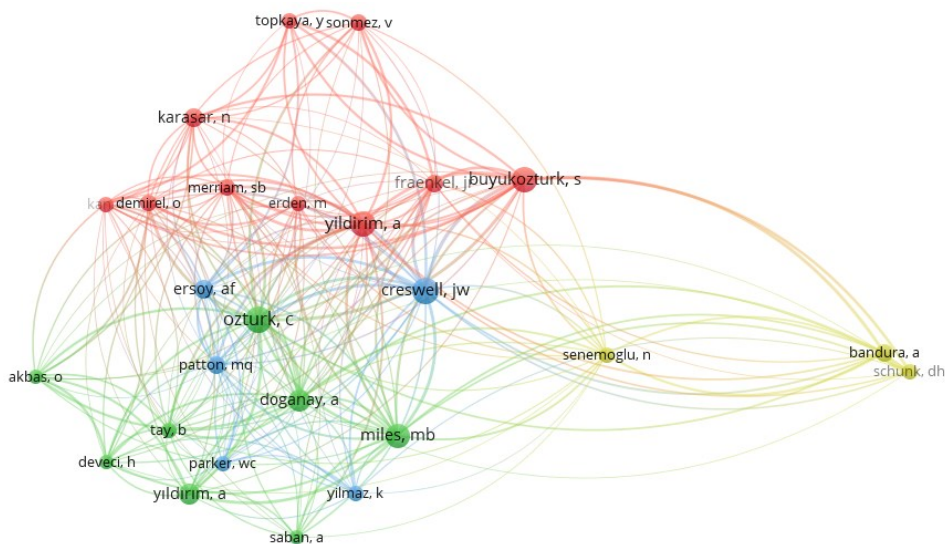 topkaya, y
sonmez, v
karasar, n
fraenkel, j
buyukozturk, s
merriam, sb
demirel, o
erden, m
yildirim, a
ersoy, af
creswell, jw
ozturk, c
senemoglu, n
bandura, a
patton, mq
schunk, dh
akbas, o
doganay, a
tay, b
miles, mb
deveci, h
parker, wc
yıldırım, a
yilmaz, k
saban, a